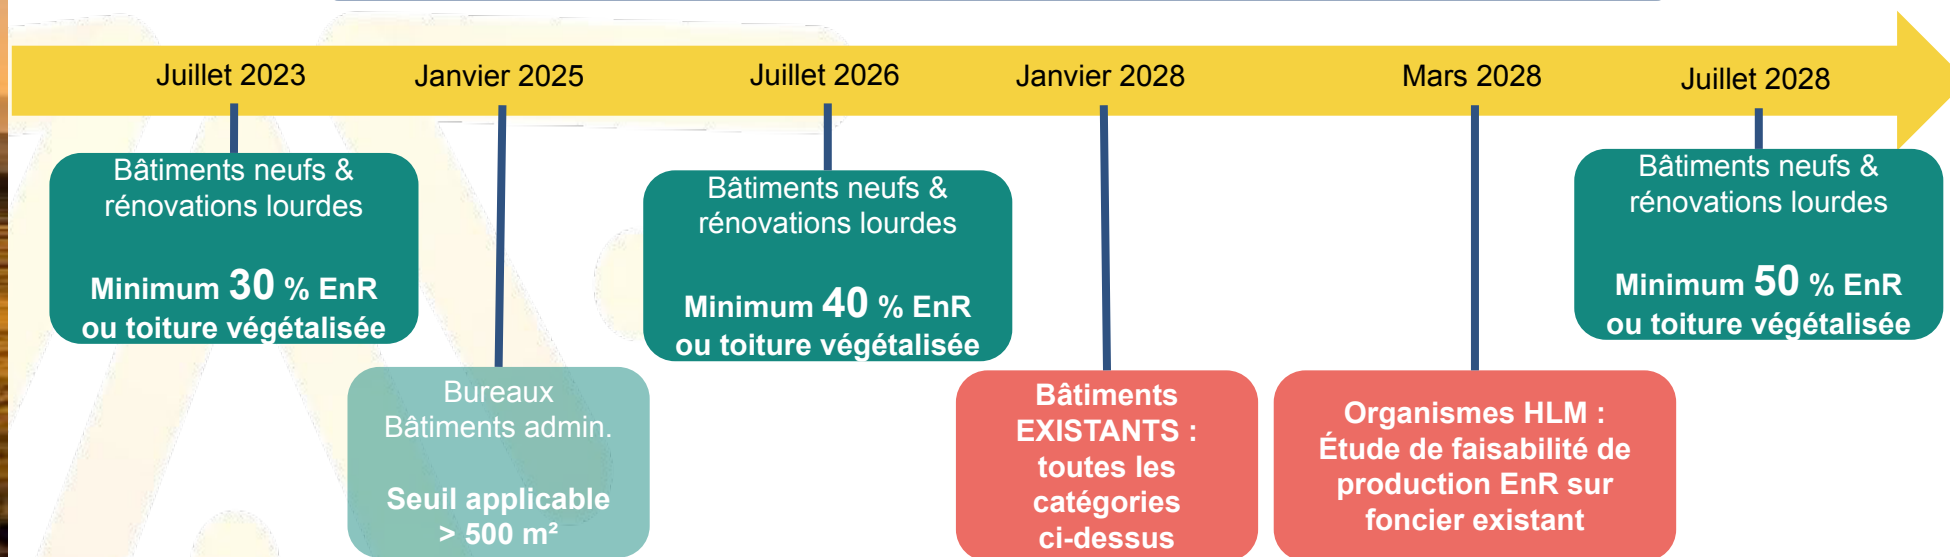 Juillet 2023
Janvier 2025
Juillet 2026
Janvier 2028
Mars 2028
Juillet 2028
Bâtiments neufs &
rénovations lourdes
Minimum 30 % EnR
ou toiture végétalisée
Bureaux
Bâtiments admin.
Seuil applicable
> 500 m²
Bâtiments neufs &
rénovations lourdes
Minimum 40 % EnR
ou toiture végétalisée
Bâtiments
EXISTANTS :
toutes les
catégories
ci-dessus
Organismes HLM :
Étude de faisabilité de
production EnR sur
foncier existant
Bâtiments neufs &
rénovations lourdes
Minimum 50 % EnR
ou toiture végétalisée